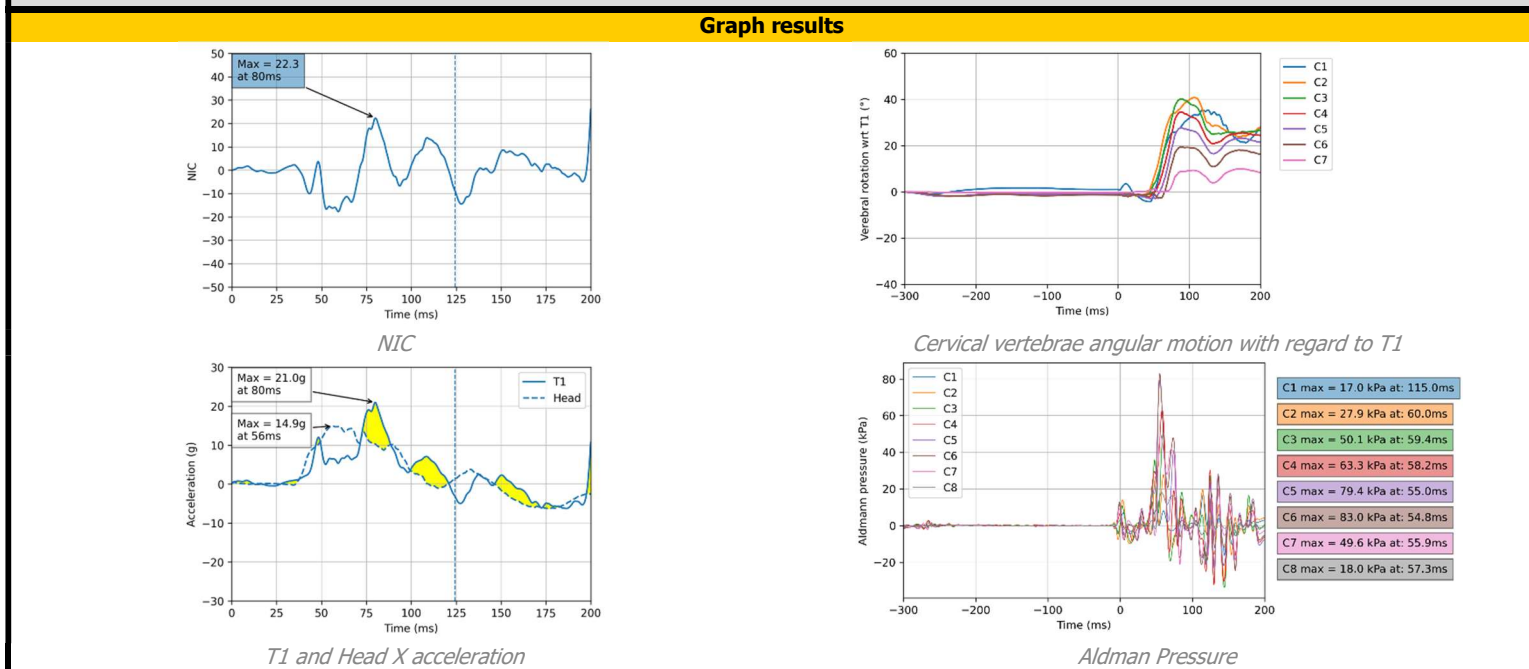 Graph results
Max = 22.3
at 80ms
50
40
30
20
10
0
−10
−20
−30
−40
−50
NIC
0
25
50
75
100
125
150
175
200
Time (ms)
NIC
60
40
20
0
−20
−40
Verebral rotation wrt T1 (°)
−300
−200
−100
0
100
200
Time (ms)
C1
C2
C3
C4
C5
C6
C7
Cervical vertebrae angular motion with regard to T1
Max = 21.0g
at 80ms
Max = 14.9g
at 56ms
T1
Head
30
20
10
0
−10
−20
−30
Acceleration (g)
0
25
50
75
100
125
150
175
200
Time (ms)
T1 and Head X acceleration
C1
C2
C3
C4
C5
C6
C7
C8
80
60
40
20
0
−20
Aldmann pressure (kPa)
−300
−200
−100
0
100
200
Time (ms)
C1 max = 17.0 kPa at: 115.0ms
C2 max = 27.9 kPa at: 60.0ms
C3 max = 50.1 kPa at: 59.4ms
C4 max = 63.3 kPa at: 58.2ms
C5 max = 79.4 kPa at: 55.0ms
C6 max = 83.0 kPa at: 54.8ms
C7 max = 49.6 kPa at: 55.9ms
C8 max = 18.0 kPa at: 57.3ms
Aldman Pressure